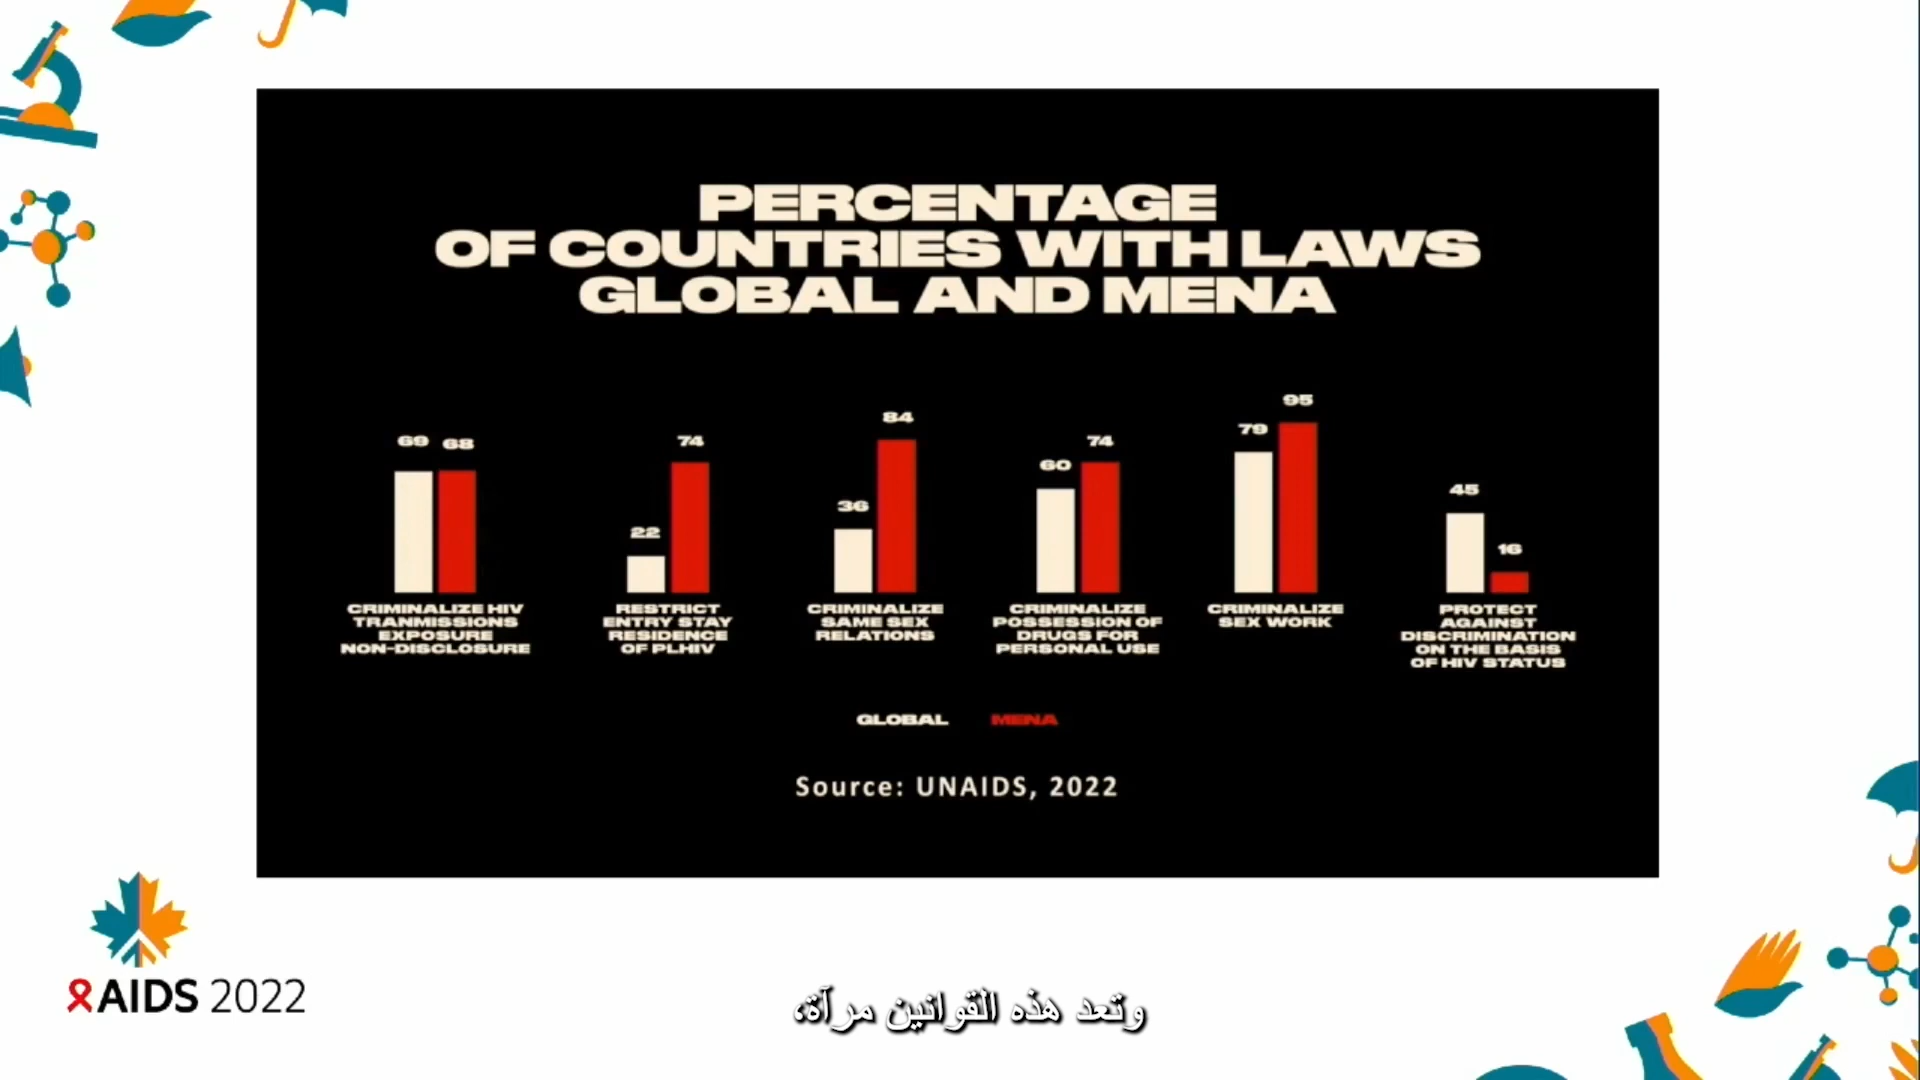 PERCENTAGE
OF COUNTRIES WITH LAWS
GLOBAL AND MENA
69 68
CRIMINALIZE HIV
TRANMISSIONS
EXPOSURE
NON-DISCLOSURE
22 74
RESTRICT
ENTRY STAY
RESIDENCE
OF PLHIV
36 84
CRIMINALIZE
SAME SEX
RELATIONS
60 74
CRIMINALIZE
POSSESSION OF
DRUGS FOR
PERSONAL USE
79 95
CRIMINALIZE
SEX WORK
45 16
PROTECT
AGAINST
DISCRIMINATION
ON THE BASIS
OF HIV STATUS
GLOBAL MENA
Source: UNAIDS, 2022
AIDS 2022
وتعد هذه القوانين مرآة،